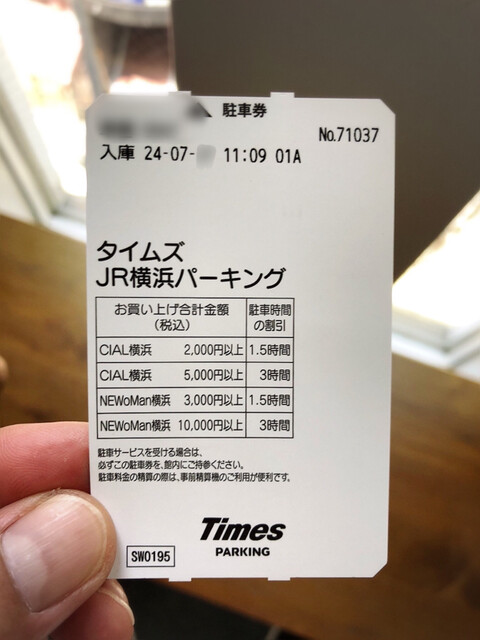 駐車券
No.71037
入庫 24-07- 11:09 01A
タイムズ
JR横浜パーキング
お買い上げ合計金額 駐車時間
(税込) の割引
CIAL横浜 2,000円以上 1.5時間
CIAL横浜 5,000円以上 3時間
NEWoMan横浜 3,000円以上 1.5時間
NEWoMan横浜 10,000円以上 3時間
駐車サービスを受ける場合は、
必ずこの駐車券を、館内にご持参ください。
駐車料金の精算の際は、事前精算機のご利用が便利です。
Times
PARKING
SW0195